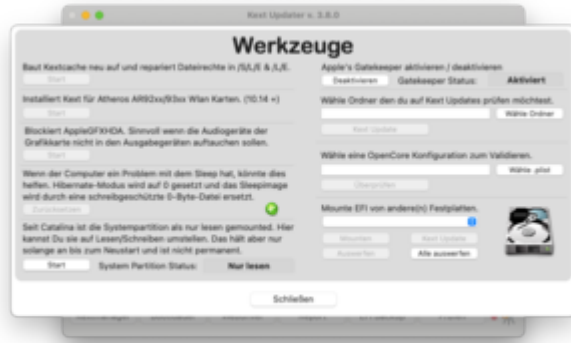 Kext Updater v. 3.8.0
Werkzeuge
Baut Kextcache neu auf und repariert Dateirechte in /S/L/E & /L/E.
Start
Installiert Kext für Atheros AR92xx/93xx Wlan Karten. (10.14 +)
Start
Blockiert AppleGFXHDA. Sinnvoll wenn die Audiogeräte der
Grafikkarte nicht in den Ausgabegeräten auftauchen sollen.
Start
Wenn der Computer ein Problem mit dem Sleep hat, könnte dies
helfen. Hibernate-Modus wird auf 0 gesetzt und das Sleepimage
wird durch eine schreibgeschützte 0-Byte-Datei ersetzt.
Zurücksetzen
Seit Catalina ist die Systempartition als nur lesen gemounted. Hier
kannst Du sie auf Lesen/Schreiben umstellen. Das hält aber nur
solange an bis zum Neustart und ist nicht permanent.
Start System Partition Status: Nur lesen
Apple's Gatekeeper aktivieren / deaktivieren
Deaktivieren Gatekeeper Status: Aktiviert
Wähle Ordner den du auf Kext Updates prüfen möchtest.
Wähle Ordner
Kext Update
Wähle eine OpenCore Konfiguration zum Validieren.
Wähle .plist
Überprüfen
Mounte EFI von andere(n) Festplatten.
Mounten Kext Update
Auswerfen Alle auswerfen
Schließen